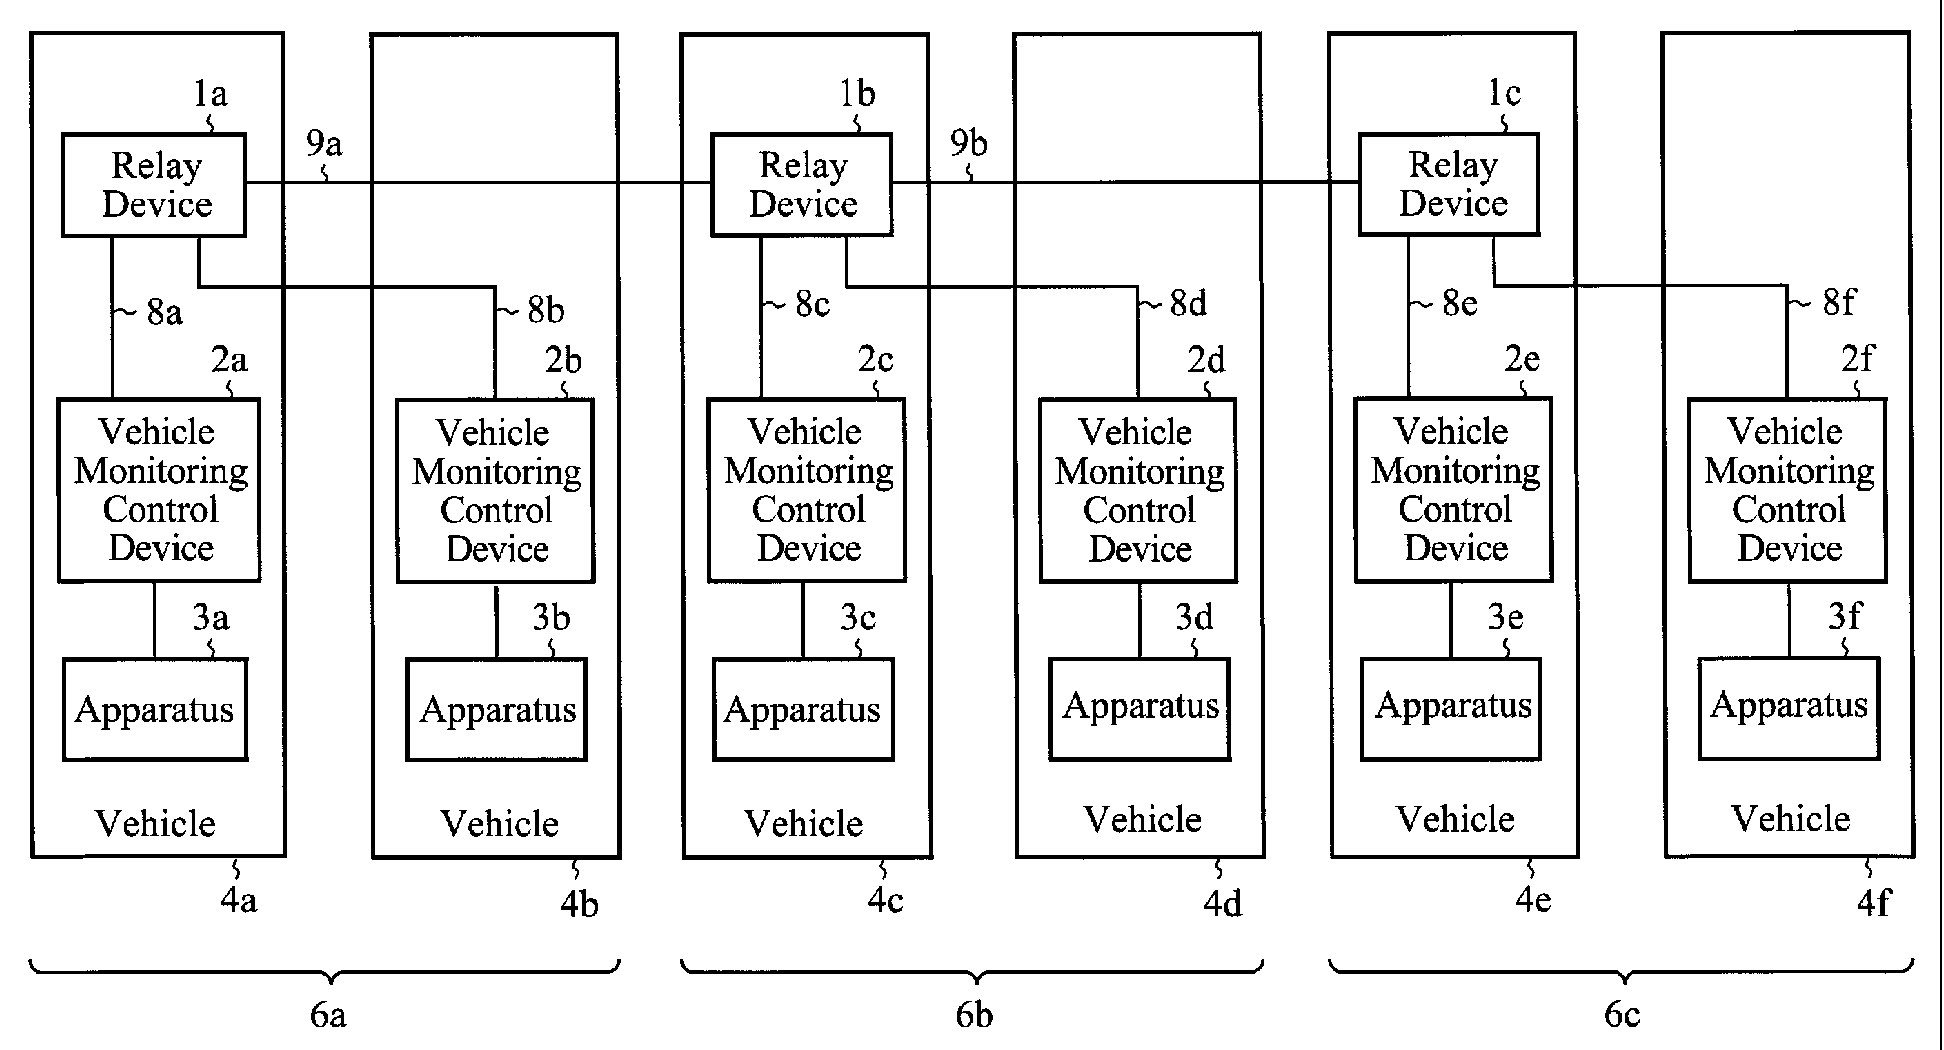 1a
1b
1c
9a
9b
Relay
Device
Relay
Device
Relay
Device
8a
8b
8c
8d
8e
8f
2a
2b
2c
2d
2e
2f
Vehicle
Monitoring
Control
Device
Vehicle
Monitoring
Control
Device
Vehicle
Monitoring
Control
Device
Vehicle
Monitoring
Control
Device
Vehicle
Monitoring
Control
Device
Vehicle
Monitoring
Control
Device
3a
3b
3c
3d
3e
3f
Apparatus
Apparatus
Apparatus
Apparatus
Apparatus
Apparatus
Vehicle
Vehicle
Vehicle
Vehicle
Vehicle
Vehicle
4a
4b
4c
4d
4e
4f
6a
6b
6c